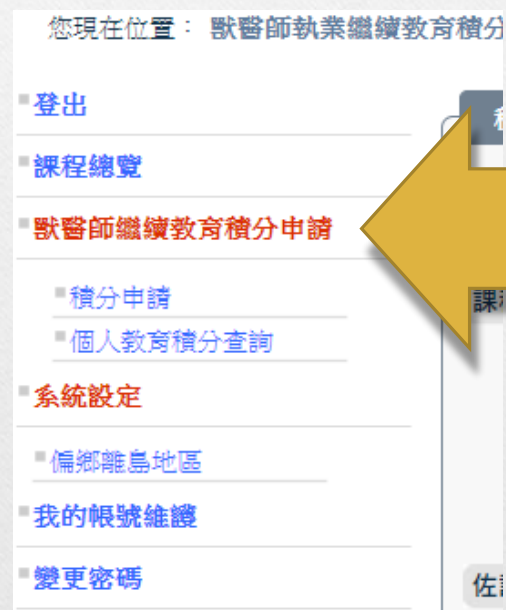 您現在位置： 獸醫師執業繼續教育積分
登出
課程總覽
獸醫師繼續教育積分申請
積分申請
課
個人教育積分查詢
系統設定
偏鄉離島地區
我的帳號維護
變更密碼
佐